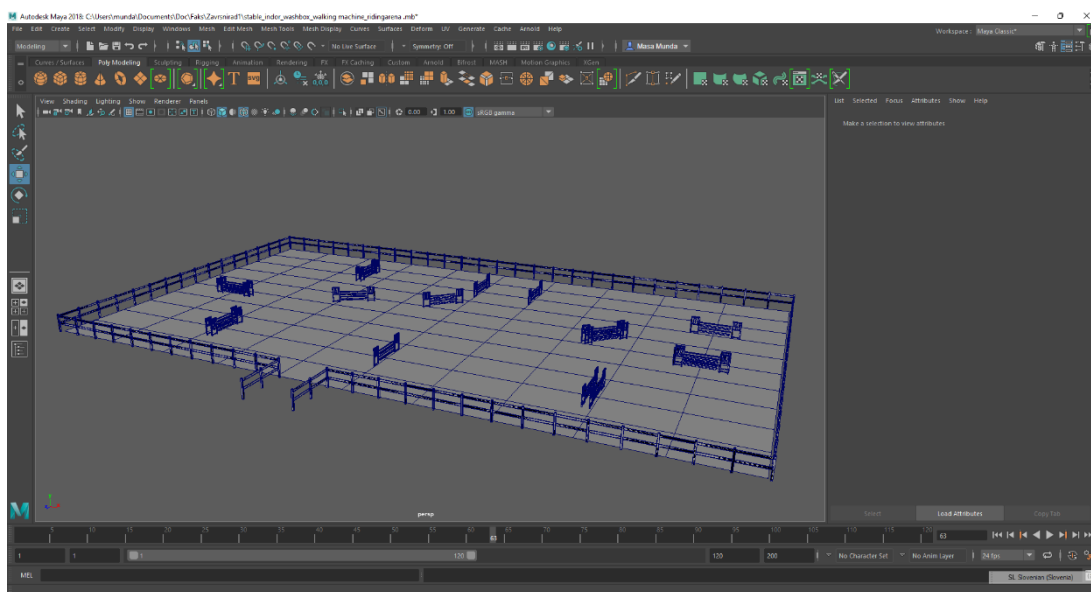 Autodesk Maya 2018: C:\Users\munda\Documents\Doc\Faks\Zavrsnirad1\stable_indor_washbox_walking machine_ridingarena .mb*
File Edit Create Select Modify Display Windows Mesh Edit Mesh Mesh Tools Mesh Display Curves Surfaces Deform UV Generate Cache Arnold Help
Workspace : Maya Classic*
Modeling No Live Surface Symmetry: Off Masa Munda
Curves / Surfaces Poly Modeling Sculpting Rigging Animation Rendering FX FX Caching Custom Arnold Bifrost MASH Motion Graphics XGen
View Shading Lighting Show Renderer Panels
List Selected Focus Attributes Show Help
0.00 1.00 sRGB gamma
Make a selection to view attributes
persp
Select Load Attributes Copy Tab
5 10 15 20 25 30 35 40 45 50 55 60 63 65 70 75 80 85 90 95 100 105 110 115 120 63
1 1 1 120 120 200 No Character Set No Anim Layer 24 fps
MEL
SL Slovenian (Slovenia)